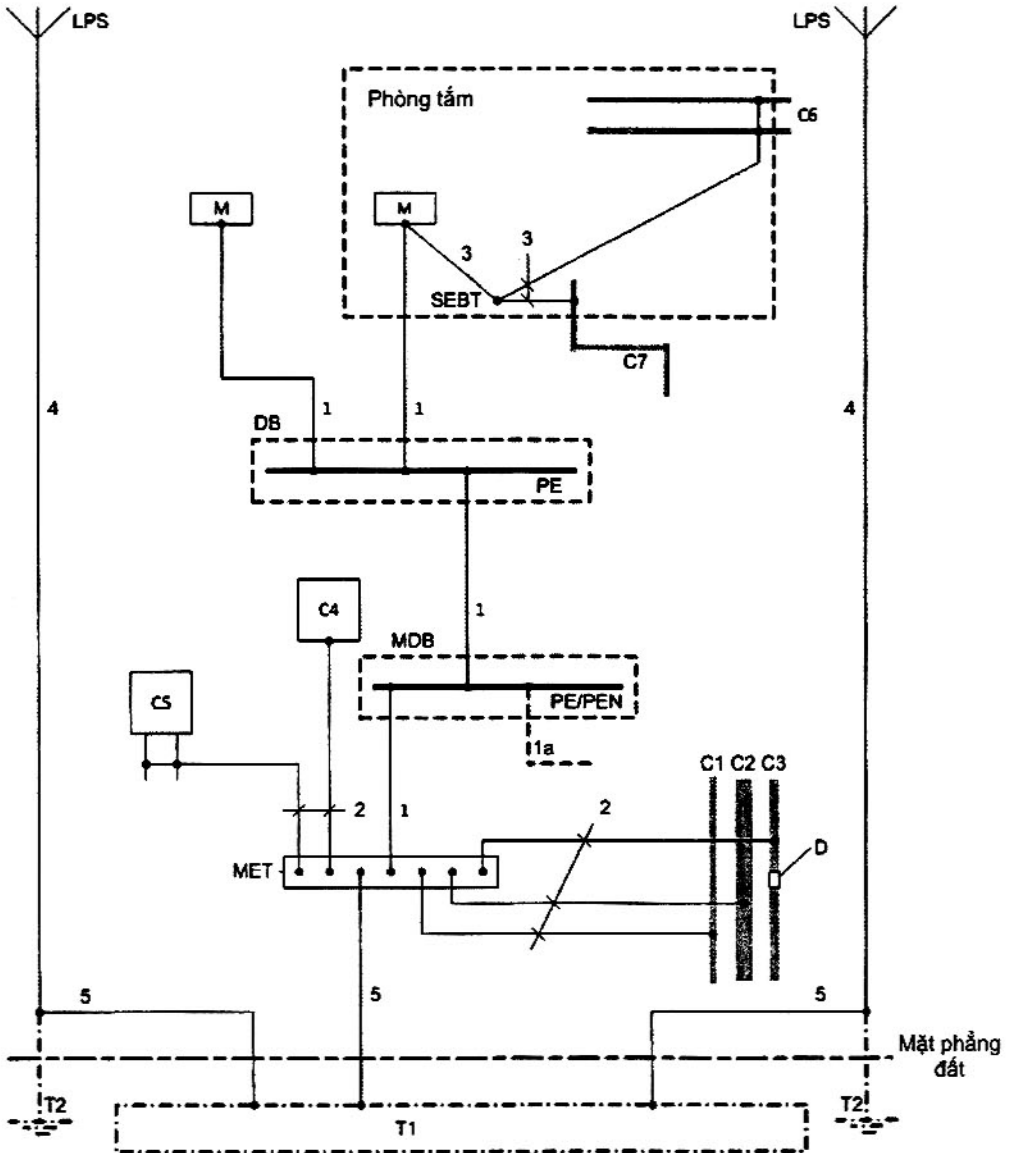 LPS
LPS
Phòng tắm
C6
M
M
3
3
SEBT
C7
4
4
1
1
DB
PE
C4
1
MDB
C5
PE/PEN
1a
C1 C2 C3
2
1
2
D
MET
5
5
5
Mặt phẳng
đất
T2
T2
T1